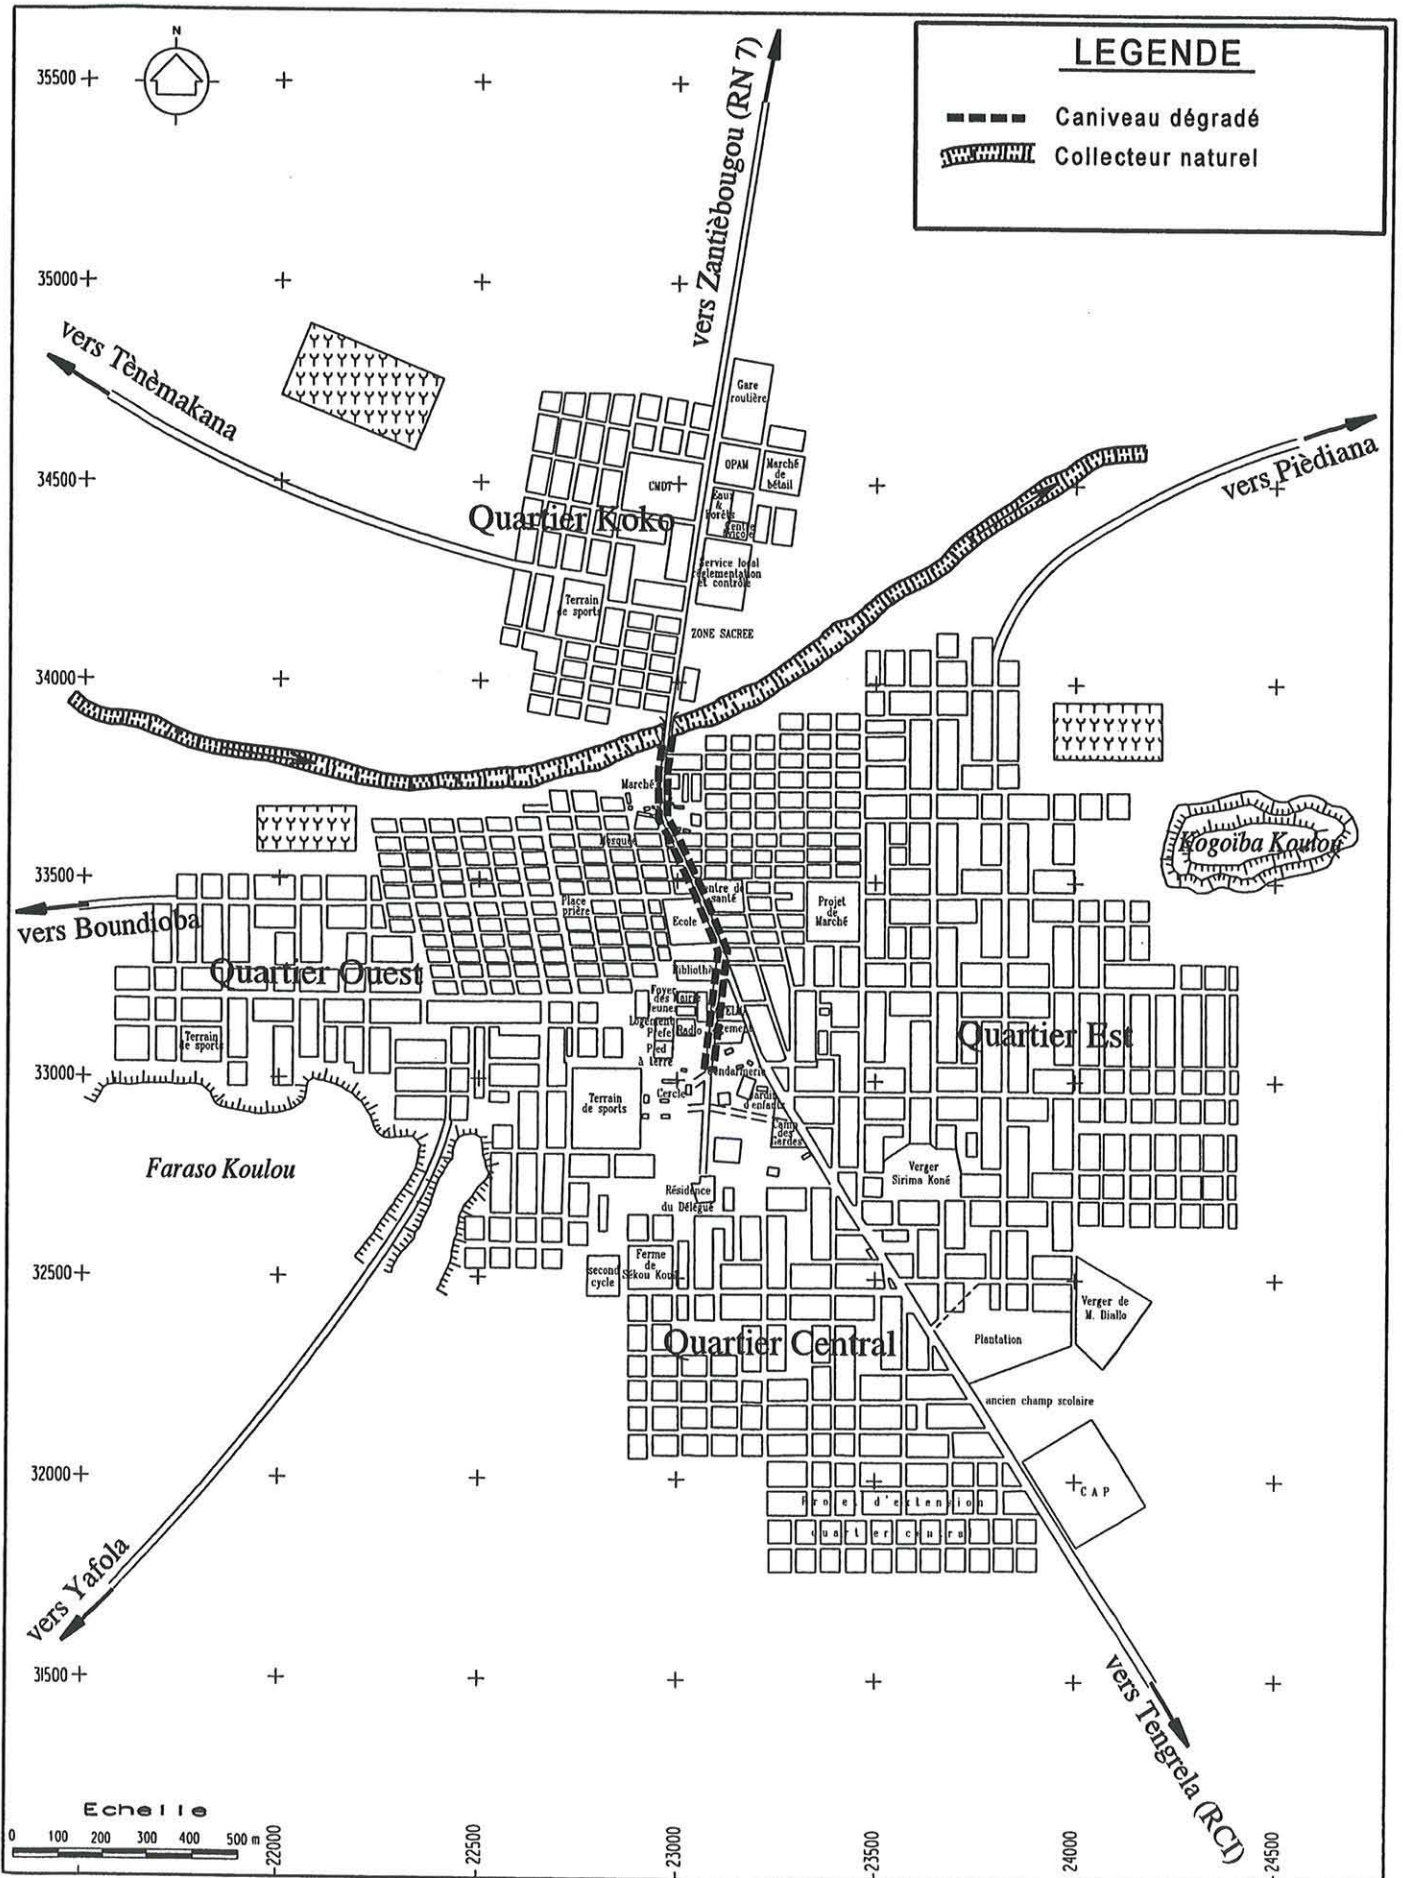 N
LEGENDE
Caniveau dégradé
Collecteur naturel
35500
35000
34500
34000
33500
33000
32500
32000
31500
vers Zantièbougou (RN 7)
vers Tènèmakana
vers Pièdiana
Gare
routière
OPAM
Marché
de
bétail
CMDT
Eaux
&
Forêts
Quartier Koko
Service local
réglementation
et contrôle
Terrain
de sports
ZONE SACREE
Marché
Mosquée
Kogoïba Koulou
Centre de
santé
Place
prière
Ecole
Projet
de
Marché
vers Boundioba
Quartier Ouest
Foyer
des
Jeunes
Mairie
Logement
Prefet
Radio
Pied
à terre
Quartier Est
Terrain
de sports
Gendarmerie
Cercle
Jardin
d'enfants
Terrain
de sports
Camp
des
Gardes
Faraso Koulou
Verger
Sirima Koné
Résidence
du Délégué
second
cycle
Ferme
de
Sékou Koné
Verger de
M. Diallo
Quartier Central
Plantation
ancien champ scolaire
CAP
Projet d'extension
quartier central
vers Yafola
vers Tengrela (RCI)
Echelle
0 100 200 300 400 500 m
22000
22500
23000
23500
24000
24500